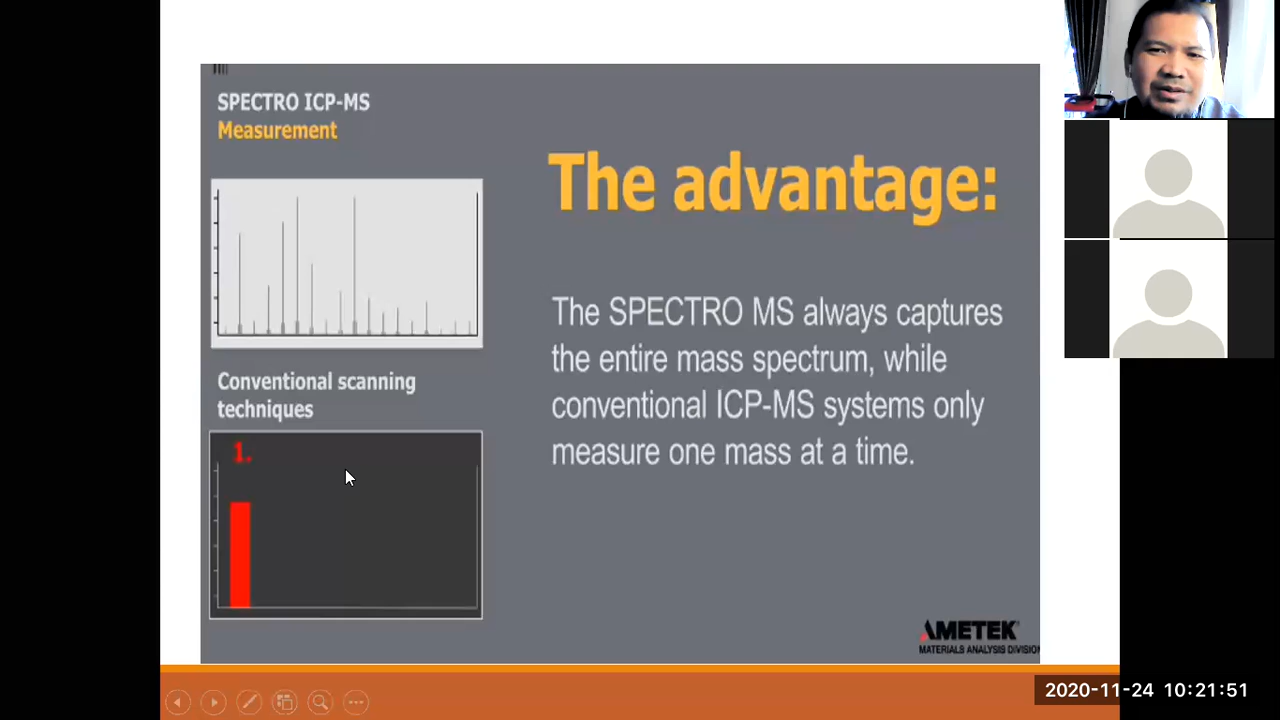 SPECTRO ICP-MS
Measurement
The advantage:
The SPECTRO MS always captures
the entire mass spectrum, while
conventional ICP-MS systems only
measure one mass at a time.
Conventional scanning
techniques
1.
AMETEK®
MATERIALS ANALYSIS DIVISION
2020-11-24 10:21:51